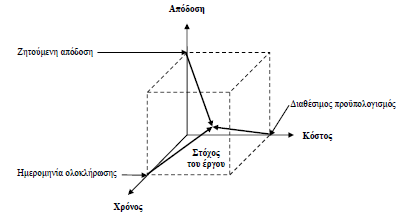 Απόδοση
Ζητούμενη απόδοση
Διαθέσιμος προϋπολογισμός
Κόστος
Στόχος
του έργου
Ημερομηνία ολοκλήρωσης
Χρόνος